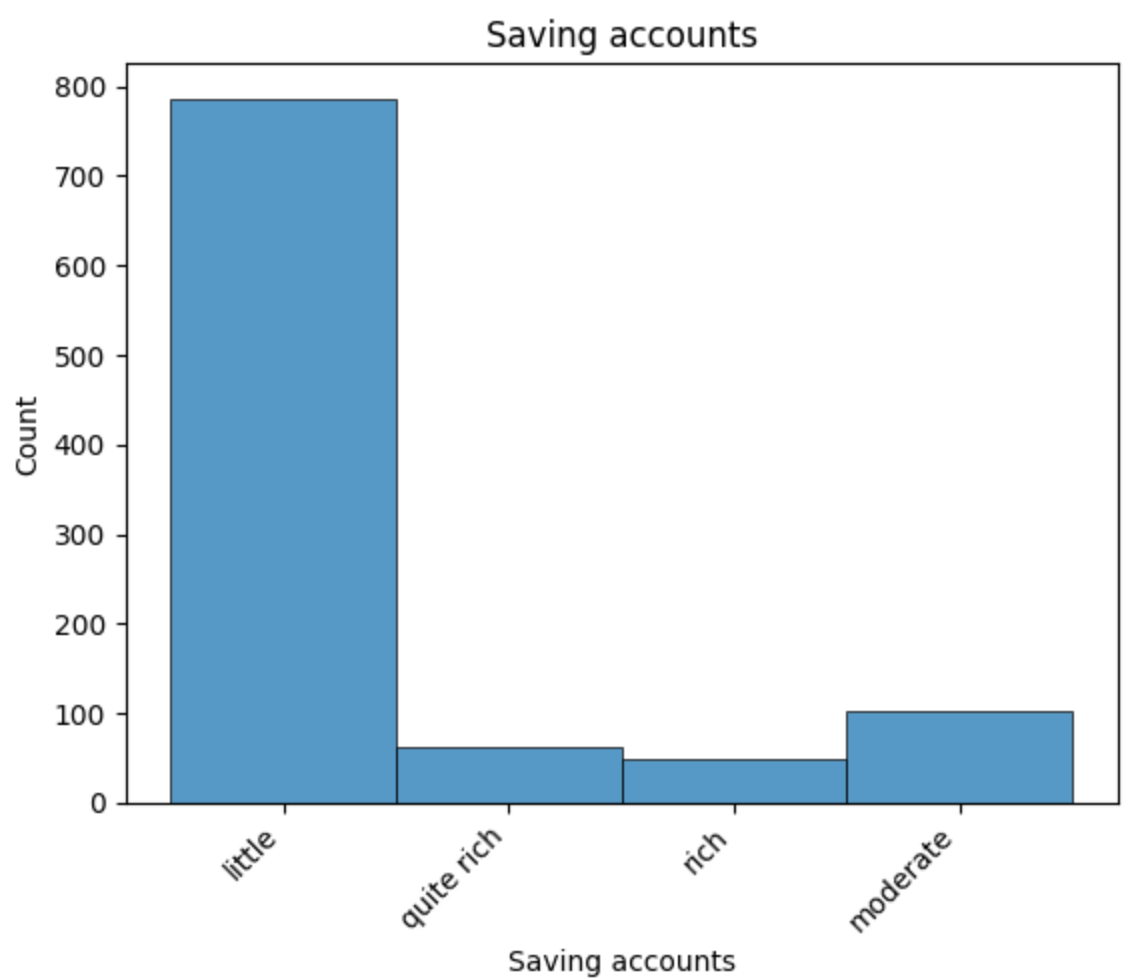 Saving accounts
800
700
600
500
400
300
200
100
0
Count
little
quite rich
rich
moderate
Saving accounts